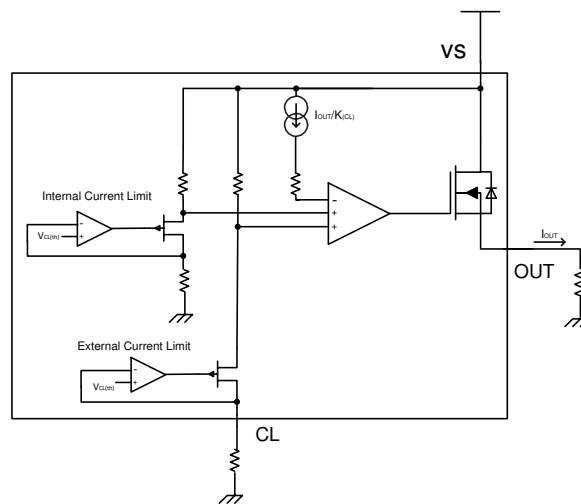 VS
IOUT/K(CL)
Internal Current Limit
VCL(th)
IOUT
OUT
External Current Limit
VCL(th)
CL